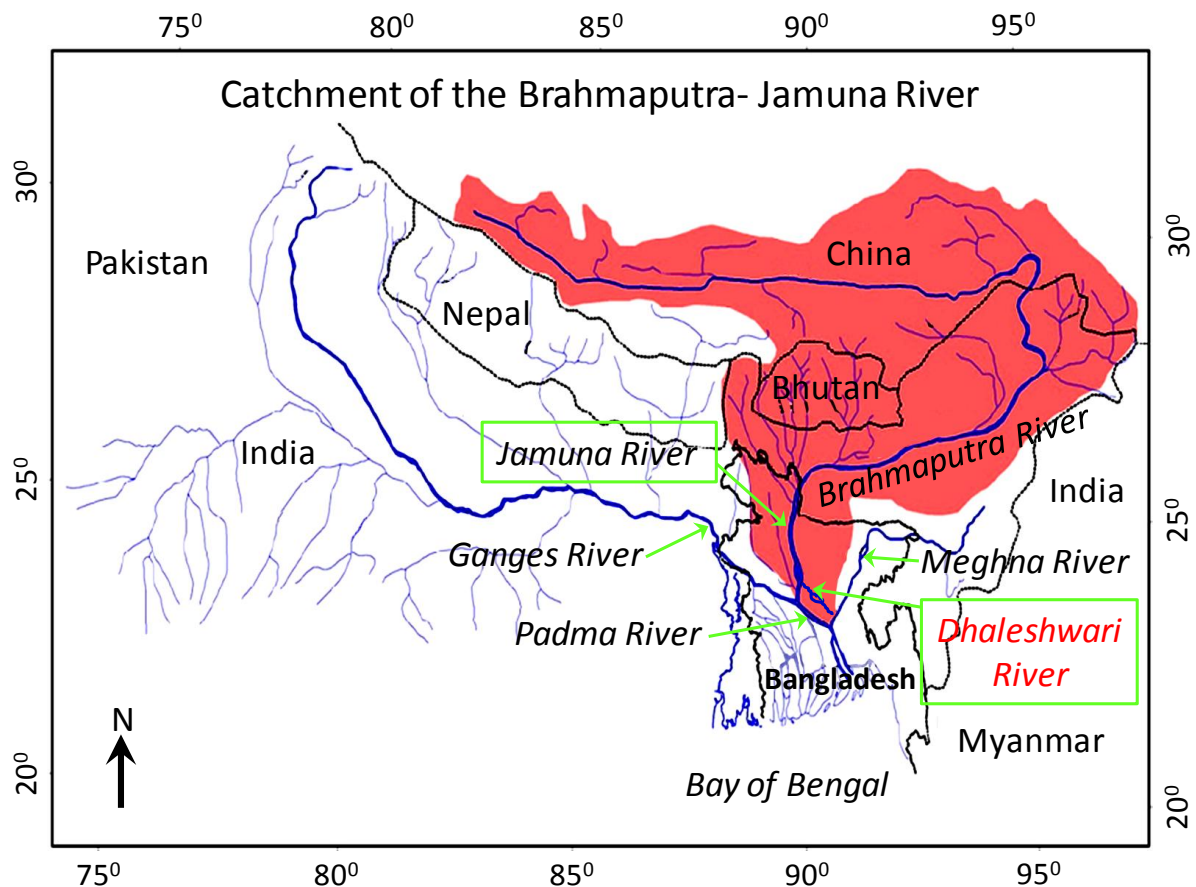 75⁰ 80⁰ 85⁰ 90⁰ 95⁰
Catchment of the Brahmaputra- Jamuna River
30⁰
30⁰
Pakistan
China
Nepal
Bhutan
India
Jamuna River
Brahmaputra River
25⁰
India
25⁰
Ganges River
Meghna River
Padma River
Dhaleshwari
River
Bangladesh
N
Myanmar
Bay of Bengal
20⁰
20⁰
75⁰ 80⁰ 85⁰ 90⁰ 95⁰